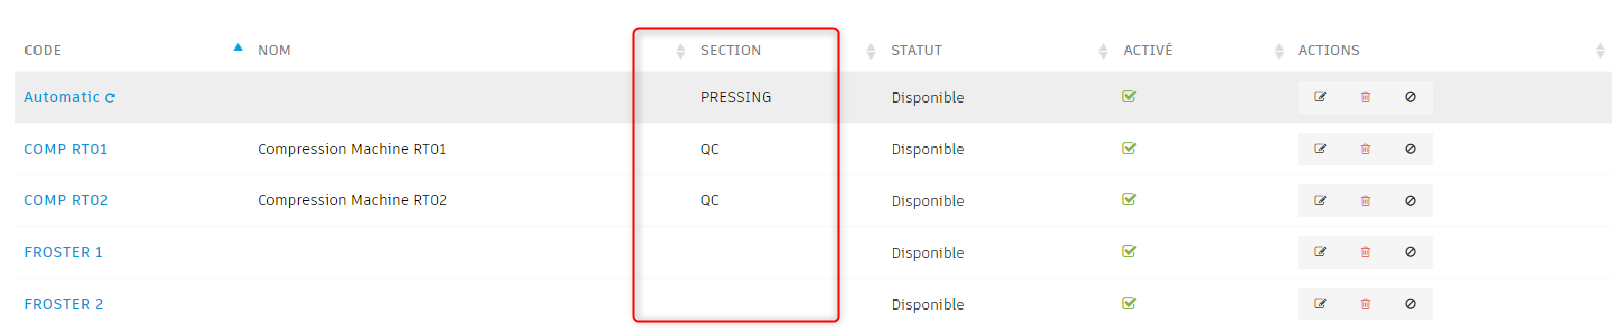 CODE NOM SECTION STATUT ACTIVÉ ACTIONS
Automatic PRESSING Disponible
COMP RT01 Compression Machine RT01 QC Disponible
COMP RT02 Compression Machine RT02 QC Disponible
FROSTER 1 Disponible
FROSTER 2 Disponible